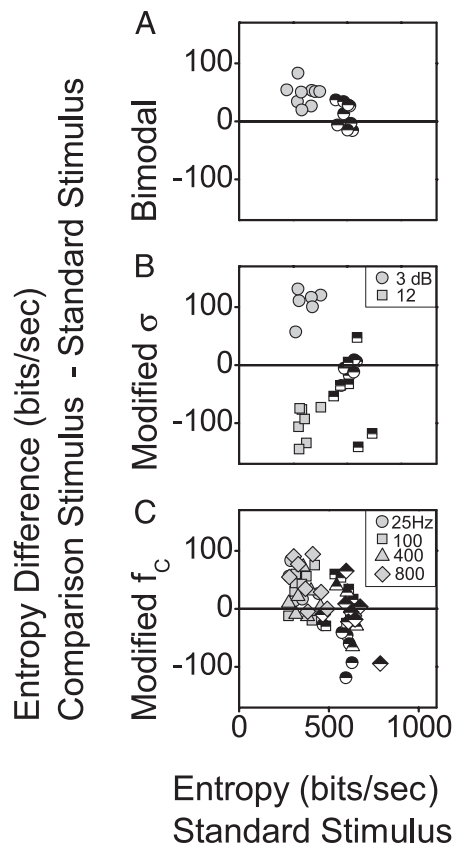 Entropy Difference (bits/sec)
Comparison Stimulus - Standard Stimulus
A
Bimodal
100
0
-100
B
Modified σ
100
0
-100
3 dB
12
C
Modified fC
100
0
-100
25Hz
100
400
800
0 500 1000
Entropy (bits/sec)
Standard Stimulus